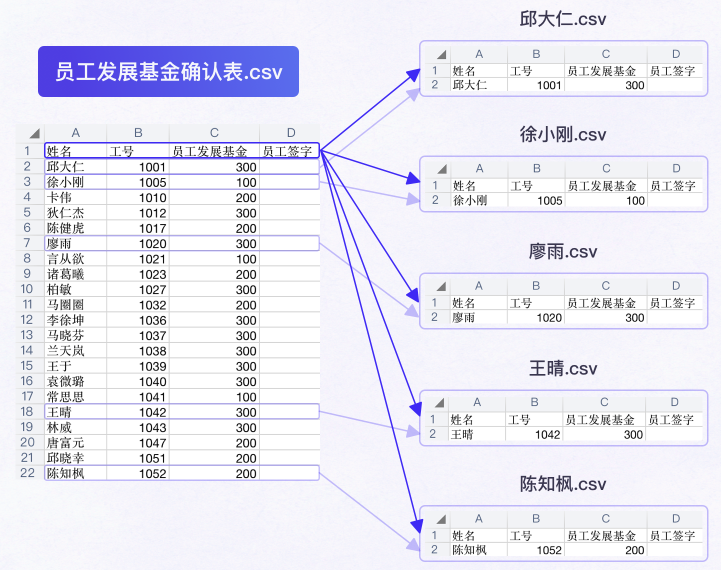 员工发展基金确认表.csv
A B C D
1 姓名 工号 员工发展基金 员工签字
2 邱大仁 1001 300
3 徐小刚 1005 100
4 卡伟 1010 200
5 狄仁杰 1012 300
6 陈健虎 1017 200
7 廖雨 1020 300
8 言从欲 1021 100
9 诸葛曦 1023 200
10 柏敏 1027 300
11 马圈圈 1032 200
12 李徐坤 1036 300
13 马晓芬 1037 300
14 兰天岚 1038 300
15 王于 1039 300
16 袁微璐 1040 300
17 常思思 1041 100
18 王晴 1042 300
19 林威 1043 300
20 唐富元 1047 200
21 邱晓幸 1051 200
22 陈知枫 1052 200
邱大仁.csv
A B C D
1 姓名 工号 员工发展基金 员工签字
2 邱大仁 1001 300
徐小刚.csv
A B C D
1 姓名 工号 员工发展基金 员工签字
2 徐小刚 1005 100
廖雨.csv
A B C D
1 姓名 工号 员工发展基金 员工签字
2 廖雨 1020 300
王晴.csv
A B C D
1 姓名 工号 员工发展基金 员工签字
2 王晴 1042 300
陈知枫.csv
A B C D
1 姓名 工号 员工发展基金 员工签字
2 陈知枫 1052 200